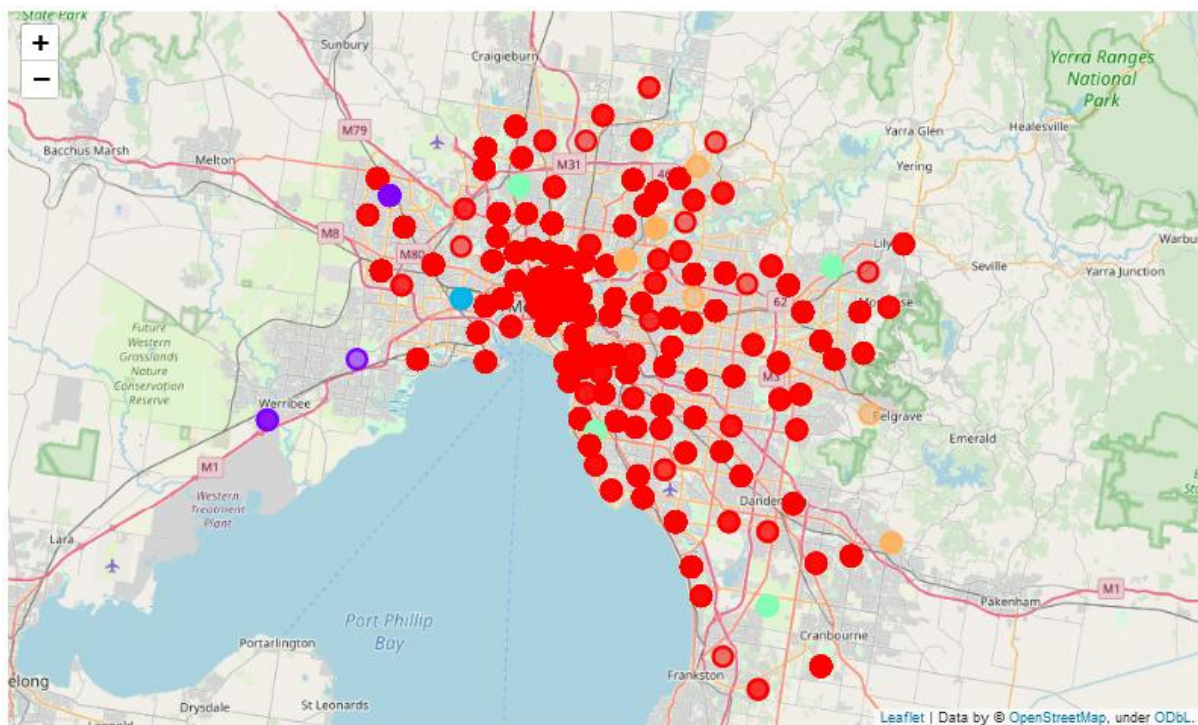 +
−
State Park
Sunbury
Craigieburn
Yarra Ranges
National
Park
Yarra Glen
Healesville
M79
Bacchus Marsh
Melton
M31
46
Yering
M8
M80
Lily
Seville
Warbu
Yarra Junction
62
Future
Western
Grasslands
Nature
Conservation
Reserve
M3
Werribee
Belgrave
Emerald
M1
Western
Treatment
Plant
Lara
M1
Pakenham
Port Phillip
Bay
Portarlington
Cranbourne
Frankston
elong
Drysdale
St Leonards
Leaflet | Data by © OpenStreetMap, under ODbL.